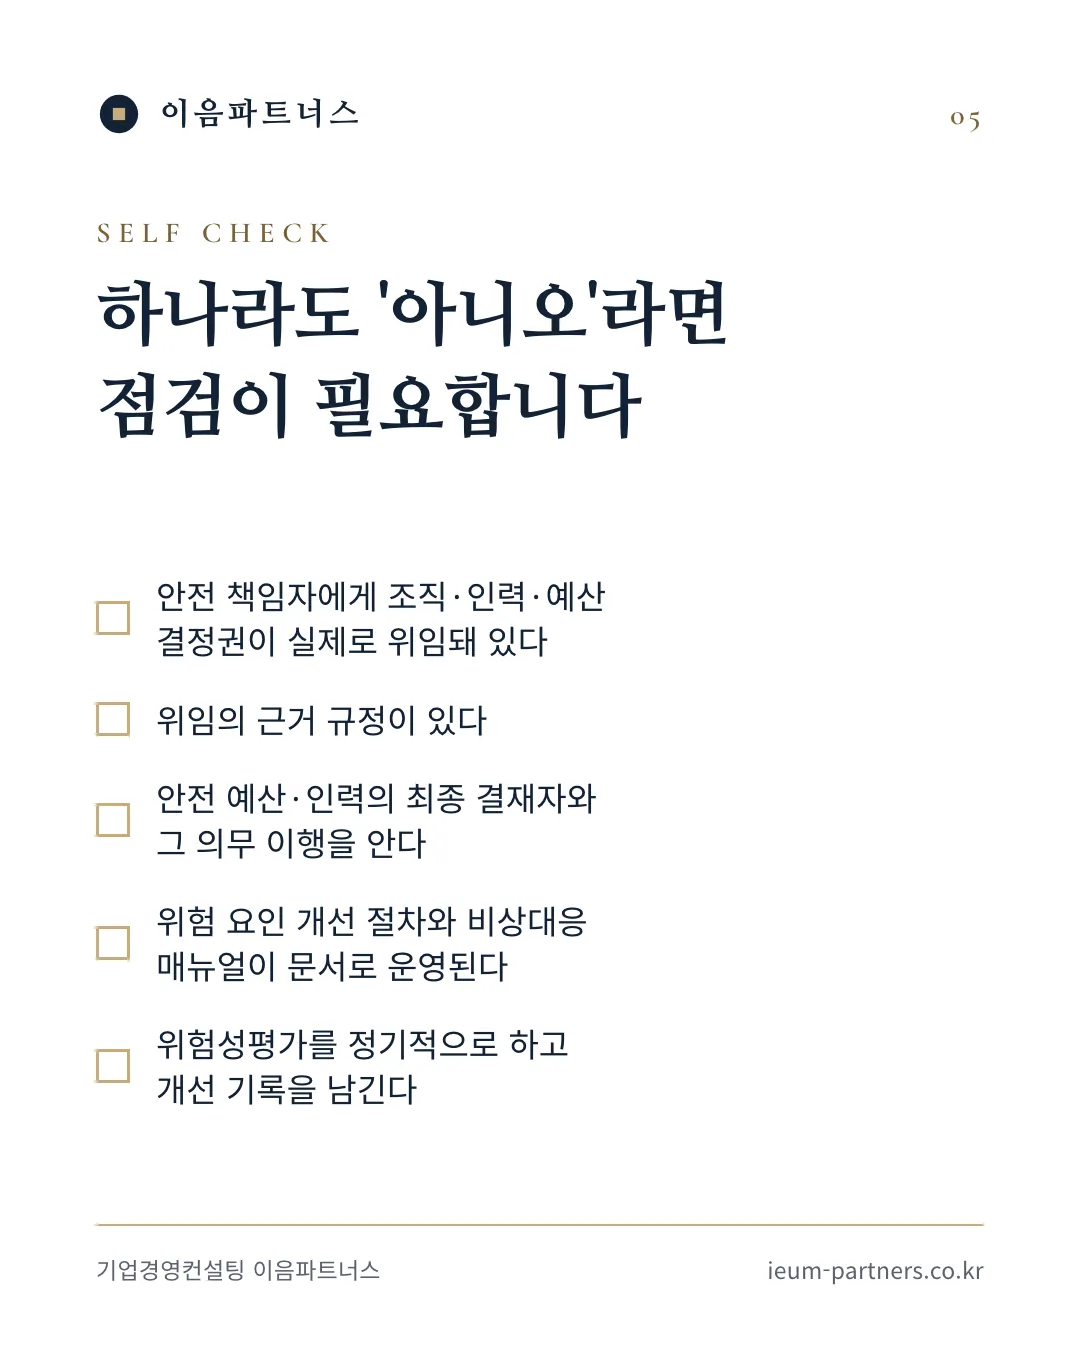 이음파트너스
05
SELF CHECK
하나라도 '아니오'라면
점검이 필요합니다
안전 책임자에게 조직·인력·예산
결정권이 실제로 위임돼 있다
위임의 근거 규정이 있다
안전 예산·인력의 최종 결재자와
그 의무 이행을 안다
위험 요인 개선 절차와 비상대응
매뉴얼이 문서로 운영된다
위험성평가를 정기적으로 하고
개선 기록을 남긴다
기업경영컨설팅 이음파트너스
ieum-partners.co.kr